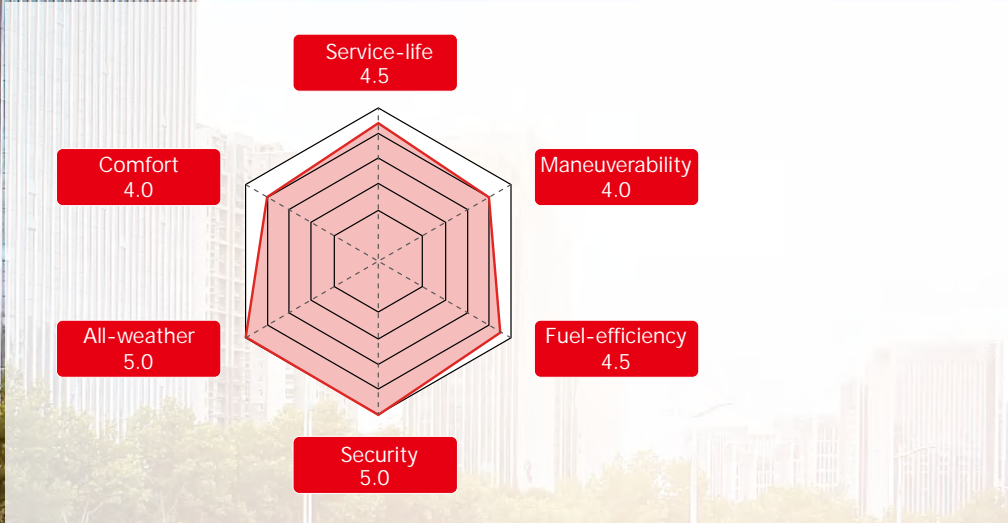 Service-life
4.5
Comfort
4.0
Maneuverability
4.0
All-weather
5.0
Fuel-efficiency
4.5
Security
5.0